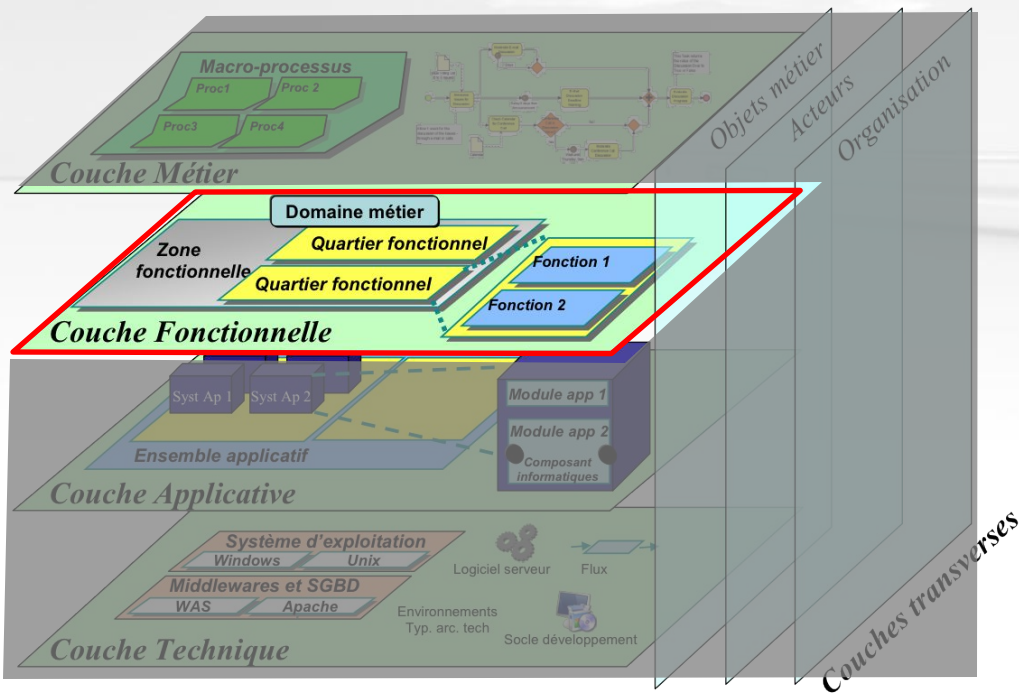 Macro-processus
Proc1
Proc 2
Proc3
Proc4
Couche Métier
Objets métier
Acteurs
Organisation
Domaine métier
Zone
fonctionnelle
Quartier fonctionnel
Quartier fonctionnel
Fonction 1
Fonction 2
Couche Fonctionnelle
Syst Ap 1
Syst Ap 2
Module app 1
Module app 2
Composant
informatiques
Ensemble applicatif
Couche Applicative
Système d'exploitation
Windows
Unix
Middlewares et SGBD
WAS
Apache
Logiciel serveur
Flux
Environnements
Typ. arc. tech
Socle développement
Couche Technique
Couches transverses